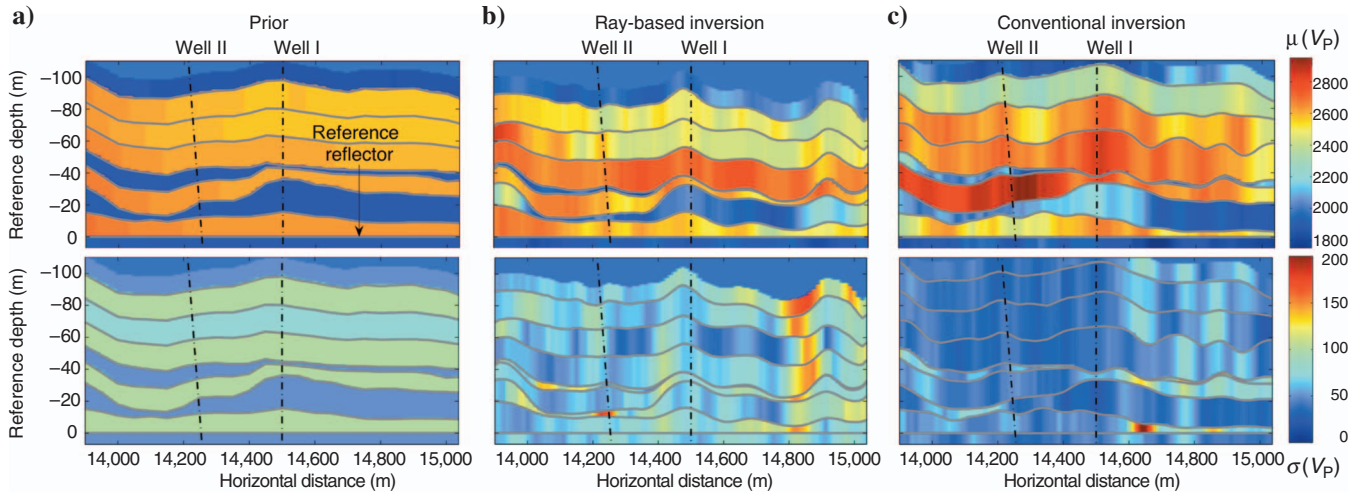 a)
Prior
Well II
Well I
Reference depth (m)
−100
−80
−60
−40
−20
0
Reference
reflector
Reference depth (m)
−100
−80
−60
−40
−20
0
14,000
14,200
14,400
14,600
14,800
15,000
Horizontal distance (m)
b)
Ray-based inversion
Well II
Well I
14,000
14,200
14,400
14,600
14,800
15,000
Horizontal distance (m)
c)
Conventional inversion
Well II
Well I
14,000
14,200
14,400
14,600
14,800
15,000
Horizontal distance (m)
μ (VP)
2800
2600
2400
2200
2000
1800
200
150
100
50
0
σ (VP)